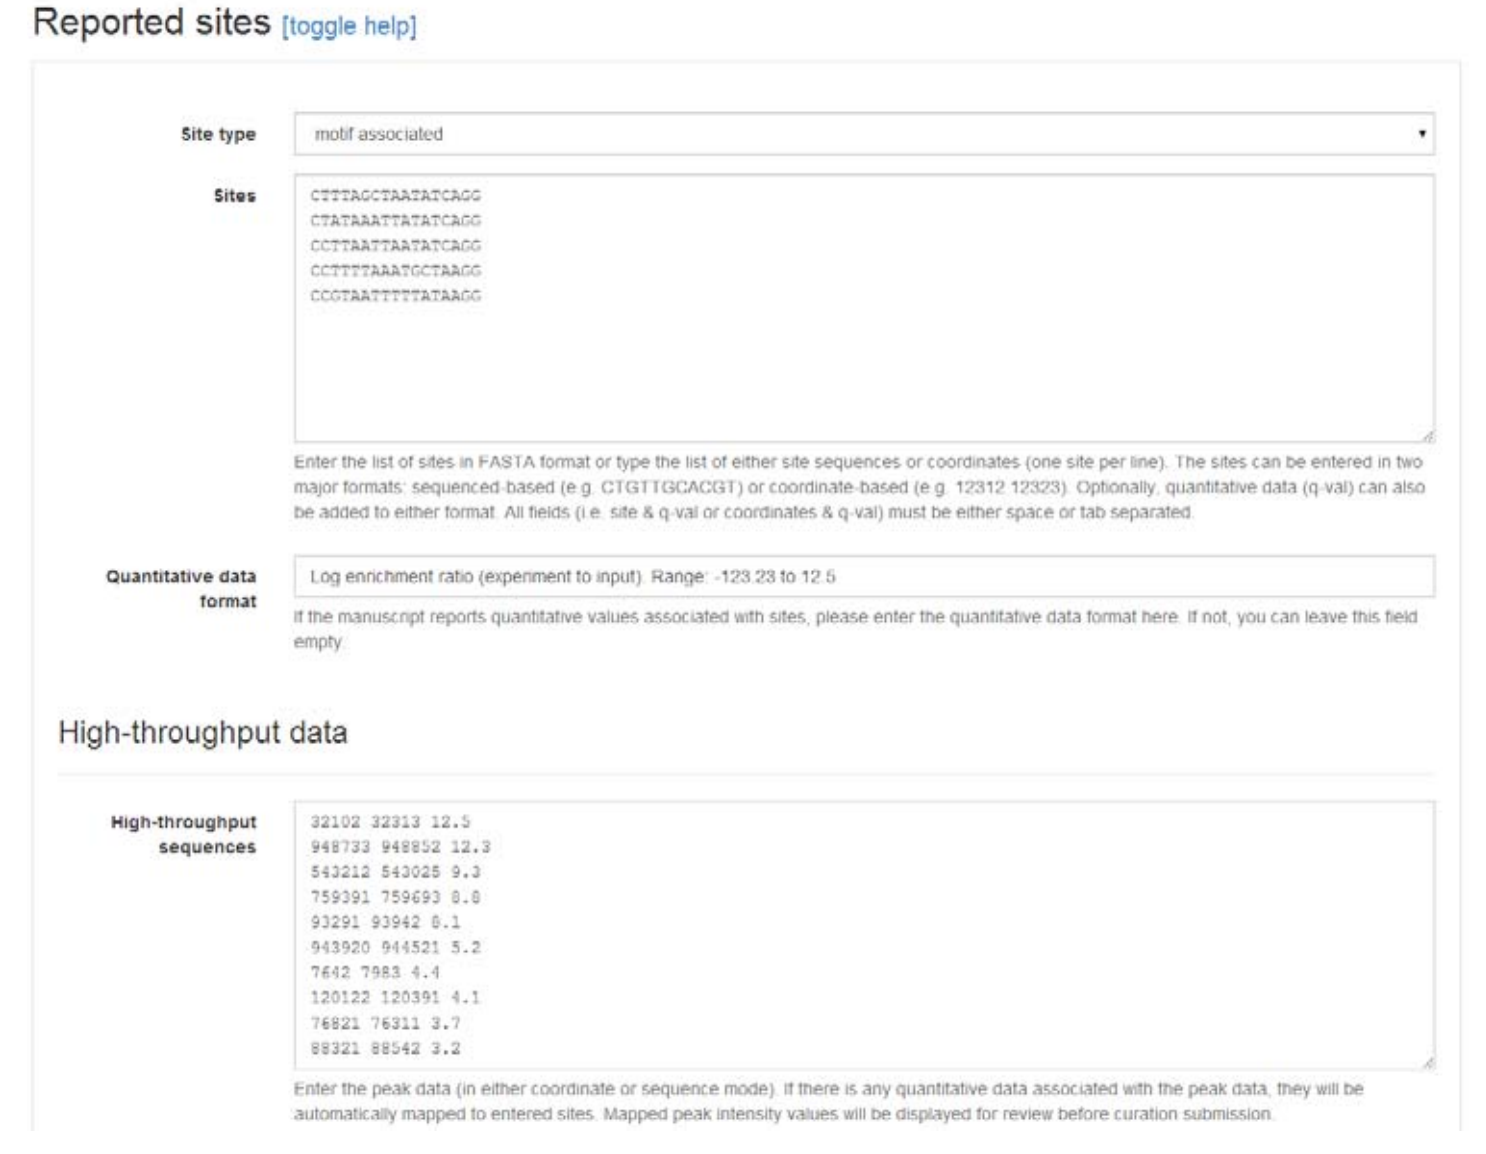 Reported sites [toggle help]
Site type
motif associated
Sites
CTTTAGCTAATATCAGG
CTATAAATTATATCAGG
CCTTAATTAATATCAGG
CCTTTTAAATGCTAAGG
CCGTAATTTTTATAAGG
Enter the list of sites in FASTA format or type the list of either site sequences or coordinates (one site per line). The sites can be entered in two
major formats: sequenced-based (e.g. CTGTTGCACGT) or coordinate-based (e.g. 12312 12323). Optionally, quantitative data (q-val) can also
be added to either format. All fields (i.e. site & q-val or coordinates & q-val) must be either space or tab separated.
Quantitative data
format
Log enrichment ratio (experiment to input). Range: -123.23 to 12.5
If the manuscript reports quantitative values associated with sites, please enter the quantitative data format here. If not, you can leave this field
empty.
High-throughput data
High-throughput
sequences
32102 32313 12.5
948733 948852 12.3
543212 543025 9.3
759391 759693 8.8
93291 93942 8.1
943920 944521 5.2
7642 7983 4.4
120122 120391 4.1
76821 76311 3.7
88321 88542 3.2
Enter the peak data (in either coordinate or sequence mode). If there is any quantitative data associated with the peak data, they will be
automatically mapped to entered sites. Mapped peak intensity values will be displayed for review before curation submission.